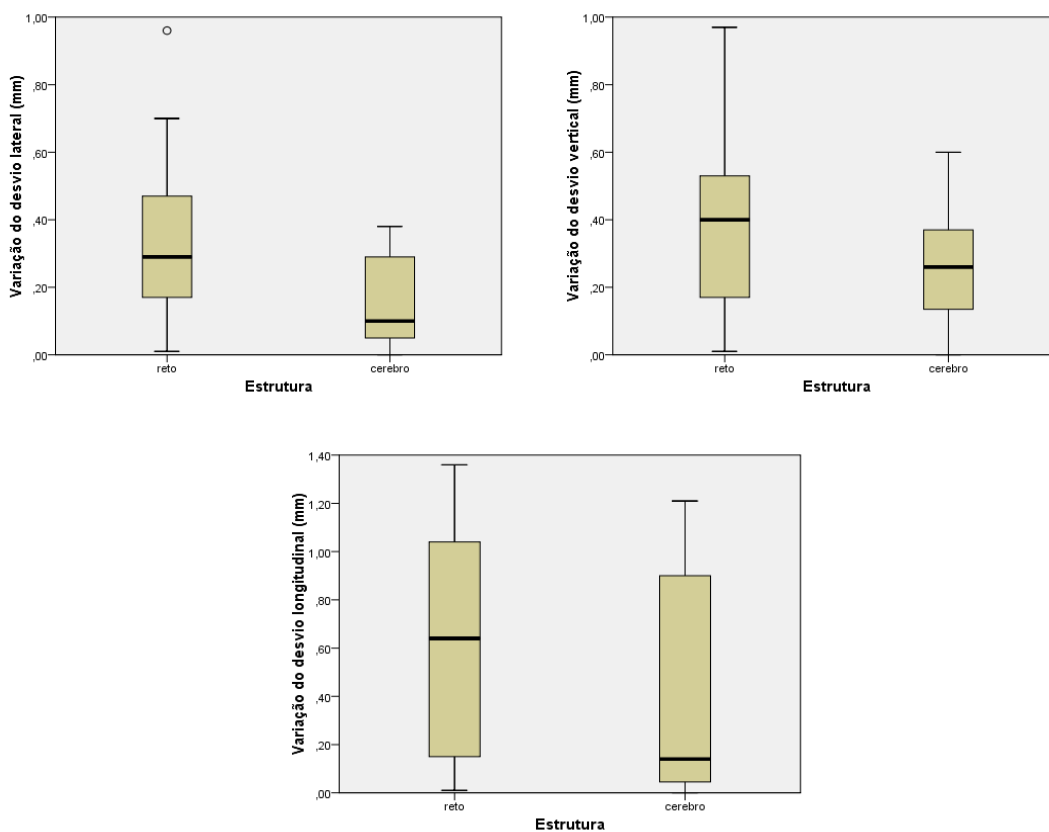 Variação do desvio lateral (mm)
1,00
,80
,60
,40
,20
,00
reto
cerebro
Estrutura
Variação do desvio vertical (mm)
1,00
,80
,60
,40
,20
,00
reto
cerebro
Estrutura
Variação do desvio longitudinal (mm)
1,40
1,20
1,00
,80
,60
,40
,20
,00
reto
cerebro
Estrutura